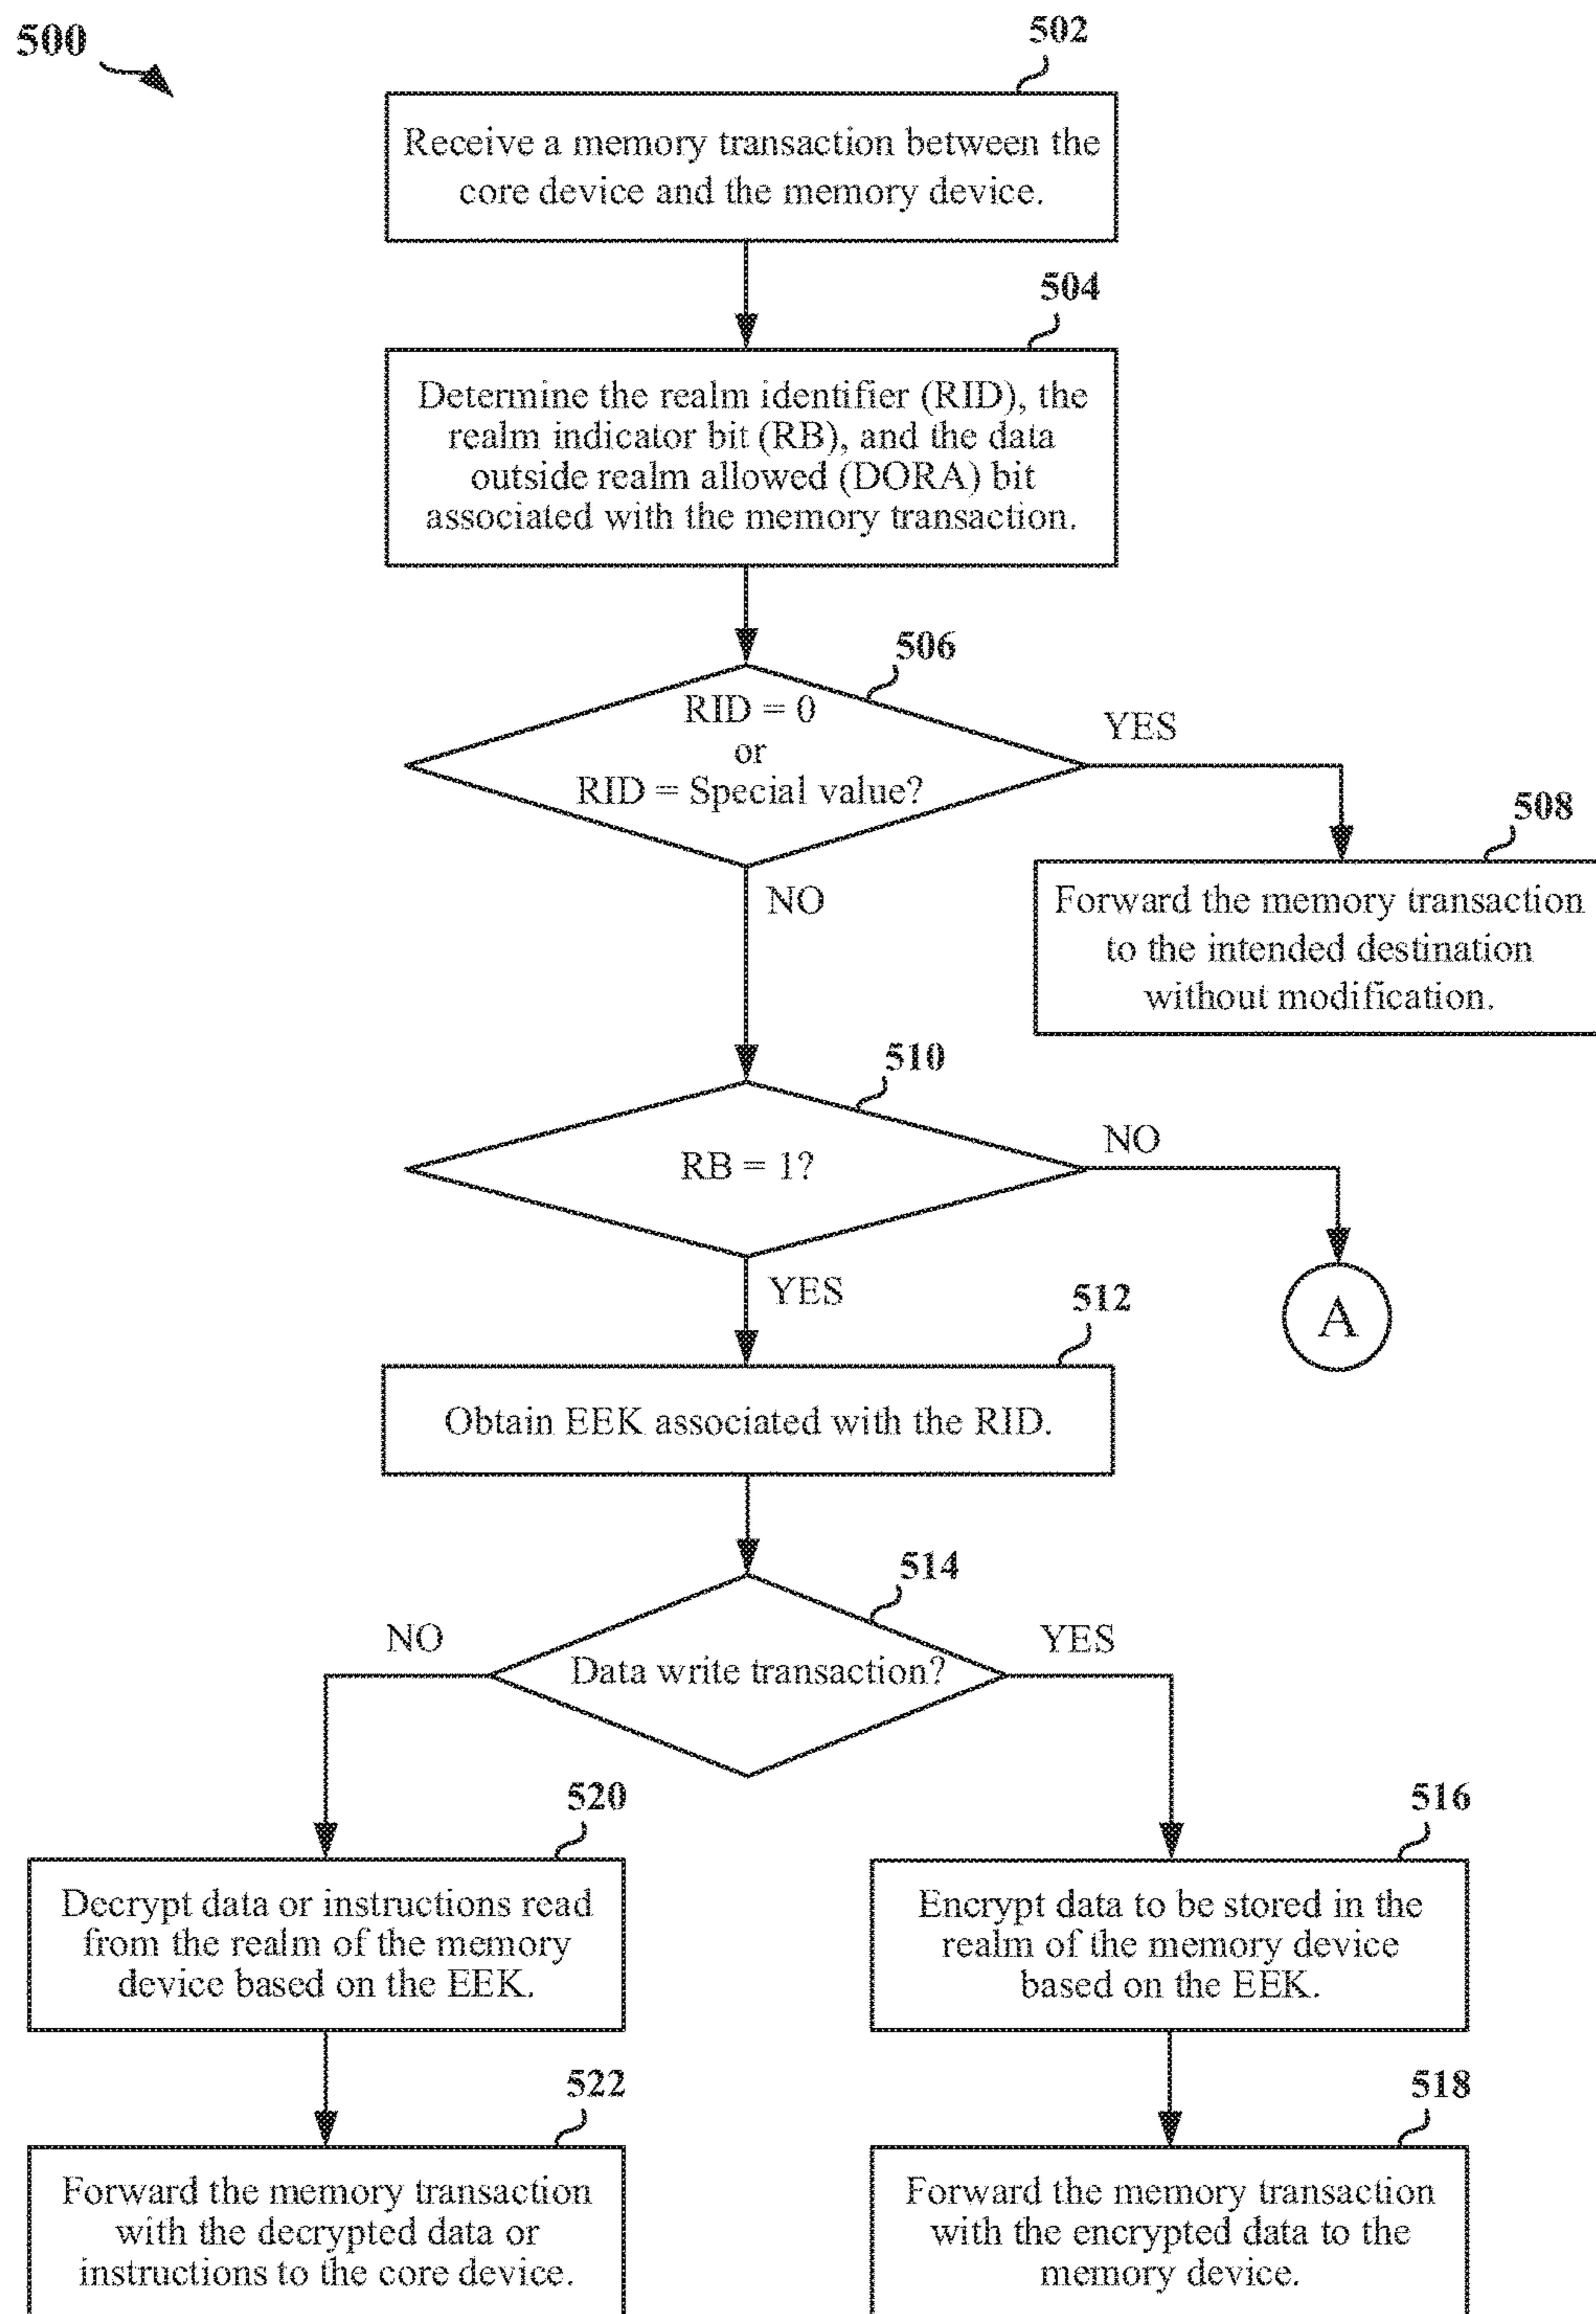 500
502
Receive a memory transaction between the
core device and the memory device.
504
Determine the realm identifier (RID), the
realm indicator bit (RB), and the data
outside realm allowed (DORA) bit
associated with the memory transaction.
506
RID = 0
or
RID = Special value?
YES
508
Forward the memory transaction
to the intended destination
without modification.
NO
510
RB = 1?
NO
A
YES
512
Obtain EEK associated with the RID.
514
Data write transaction?
NO
YES
520
Decrypt data or instructions read
from the realm of the memory
device based on the EEK.
516
Encrypt data to be stored in the
realm of the memory device
based on the EEK.
522
Forward the memory transaction
with the decrypted data or
instructions to the core device.
518
Forward the memory transaction
with the encrypted data to the
memory device.